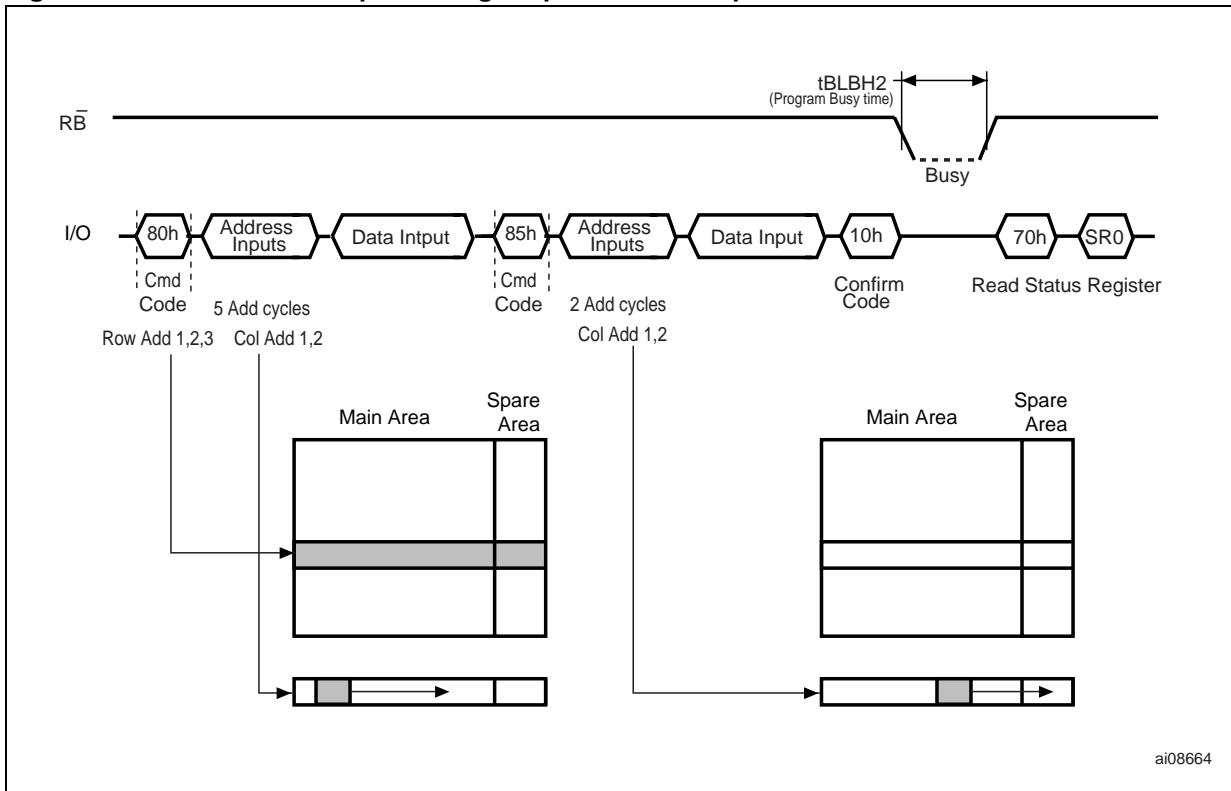 tBLBH2
(Program Busy time)
RB̅
Busy
I/O
80h
Address
Inputs
Data Intput
85h
Address
Inputs
Data Input
10h
70h
SR0
Cmd
Code
Cmd
Code
Confirm
Code
Read Status Register
5 Add cycles
2 Add cycles
Row Add 1,2,3
Col Add 1,2
Col Add 1,2
Main Area
Spare
Area
Main Area
Spare
Area
ai08664